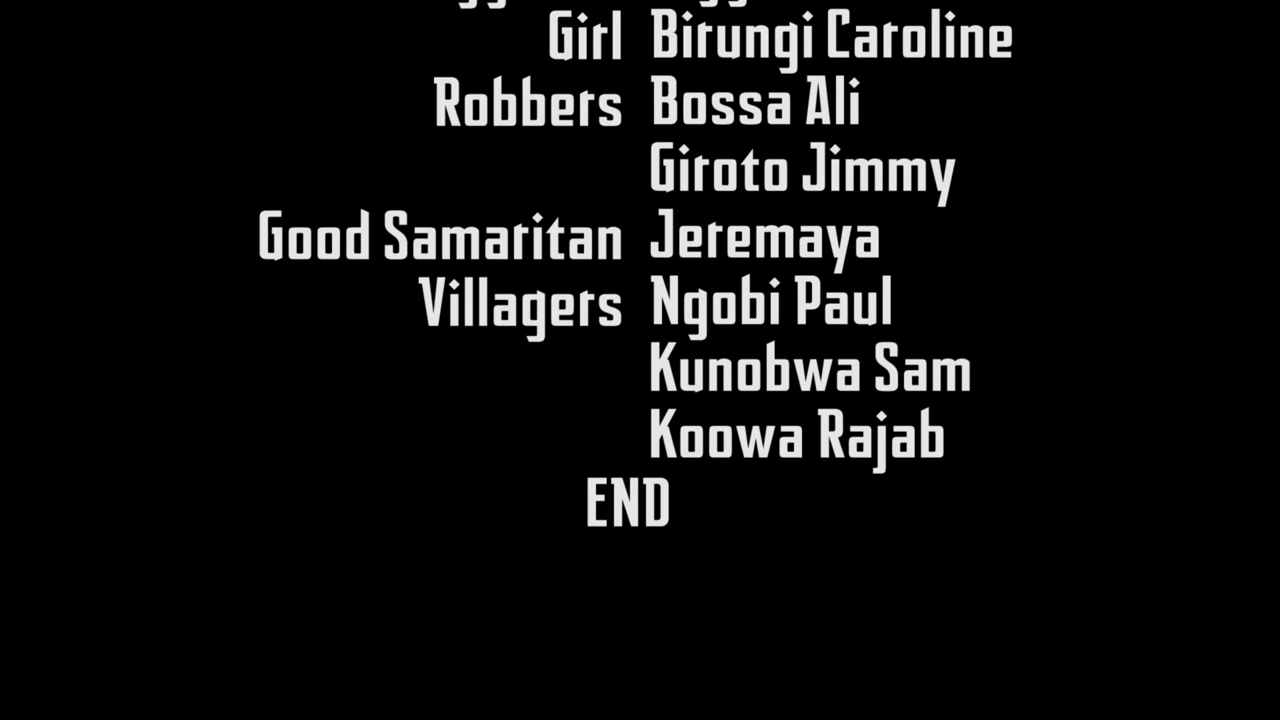 Girl Birungi Caroline
Robbers Bossa Ali
Giroto Jimmy
Good Samaritan Jeremaya
Villagers Ngobi Paul
Kunobwa Sam
Koowa Rajab
END